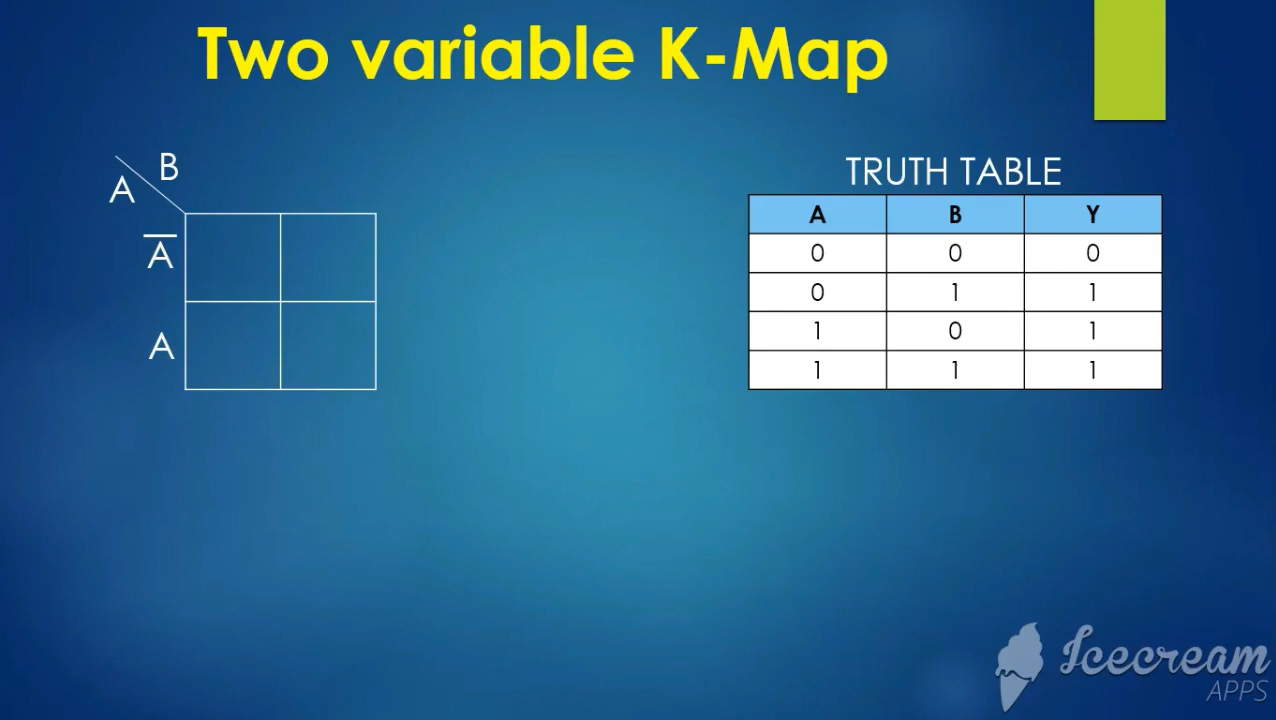 Two variable K-Map
B
A
A̅
A
TRUTH TABLE
A B Y
0 0 0
0 1 1
1 0 1
1 1 1
Icecream
APPS